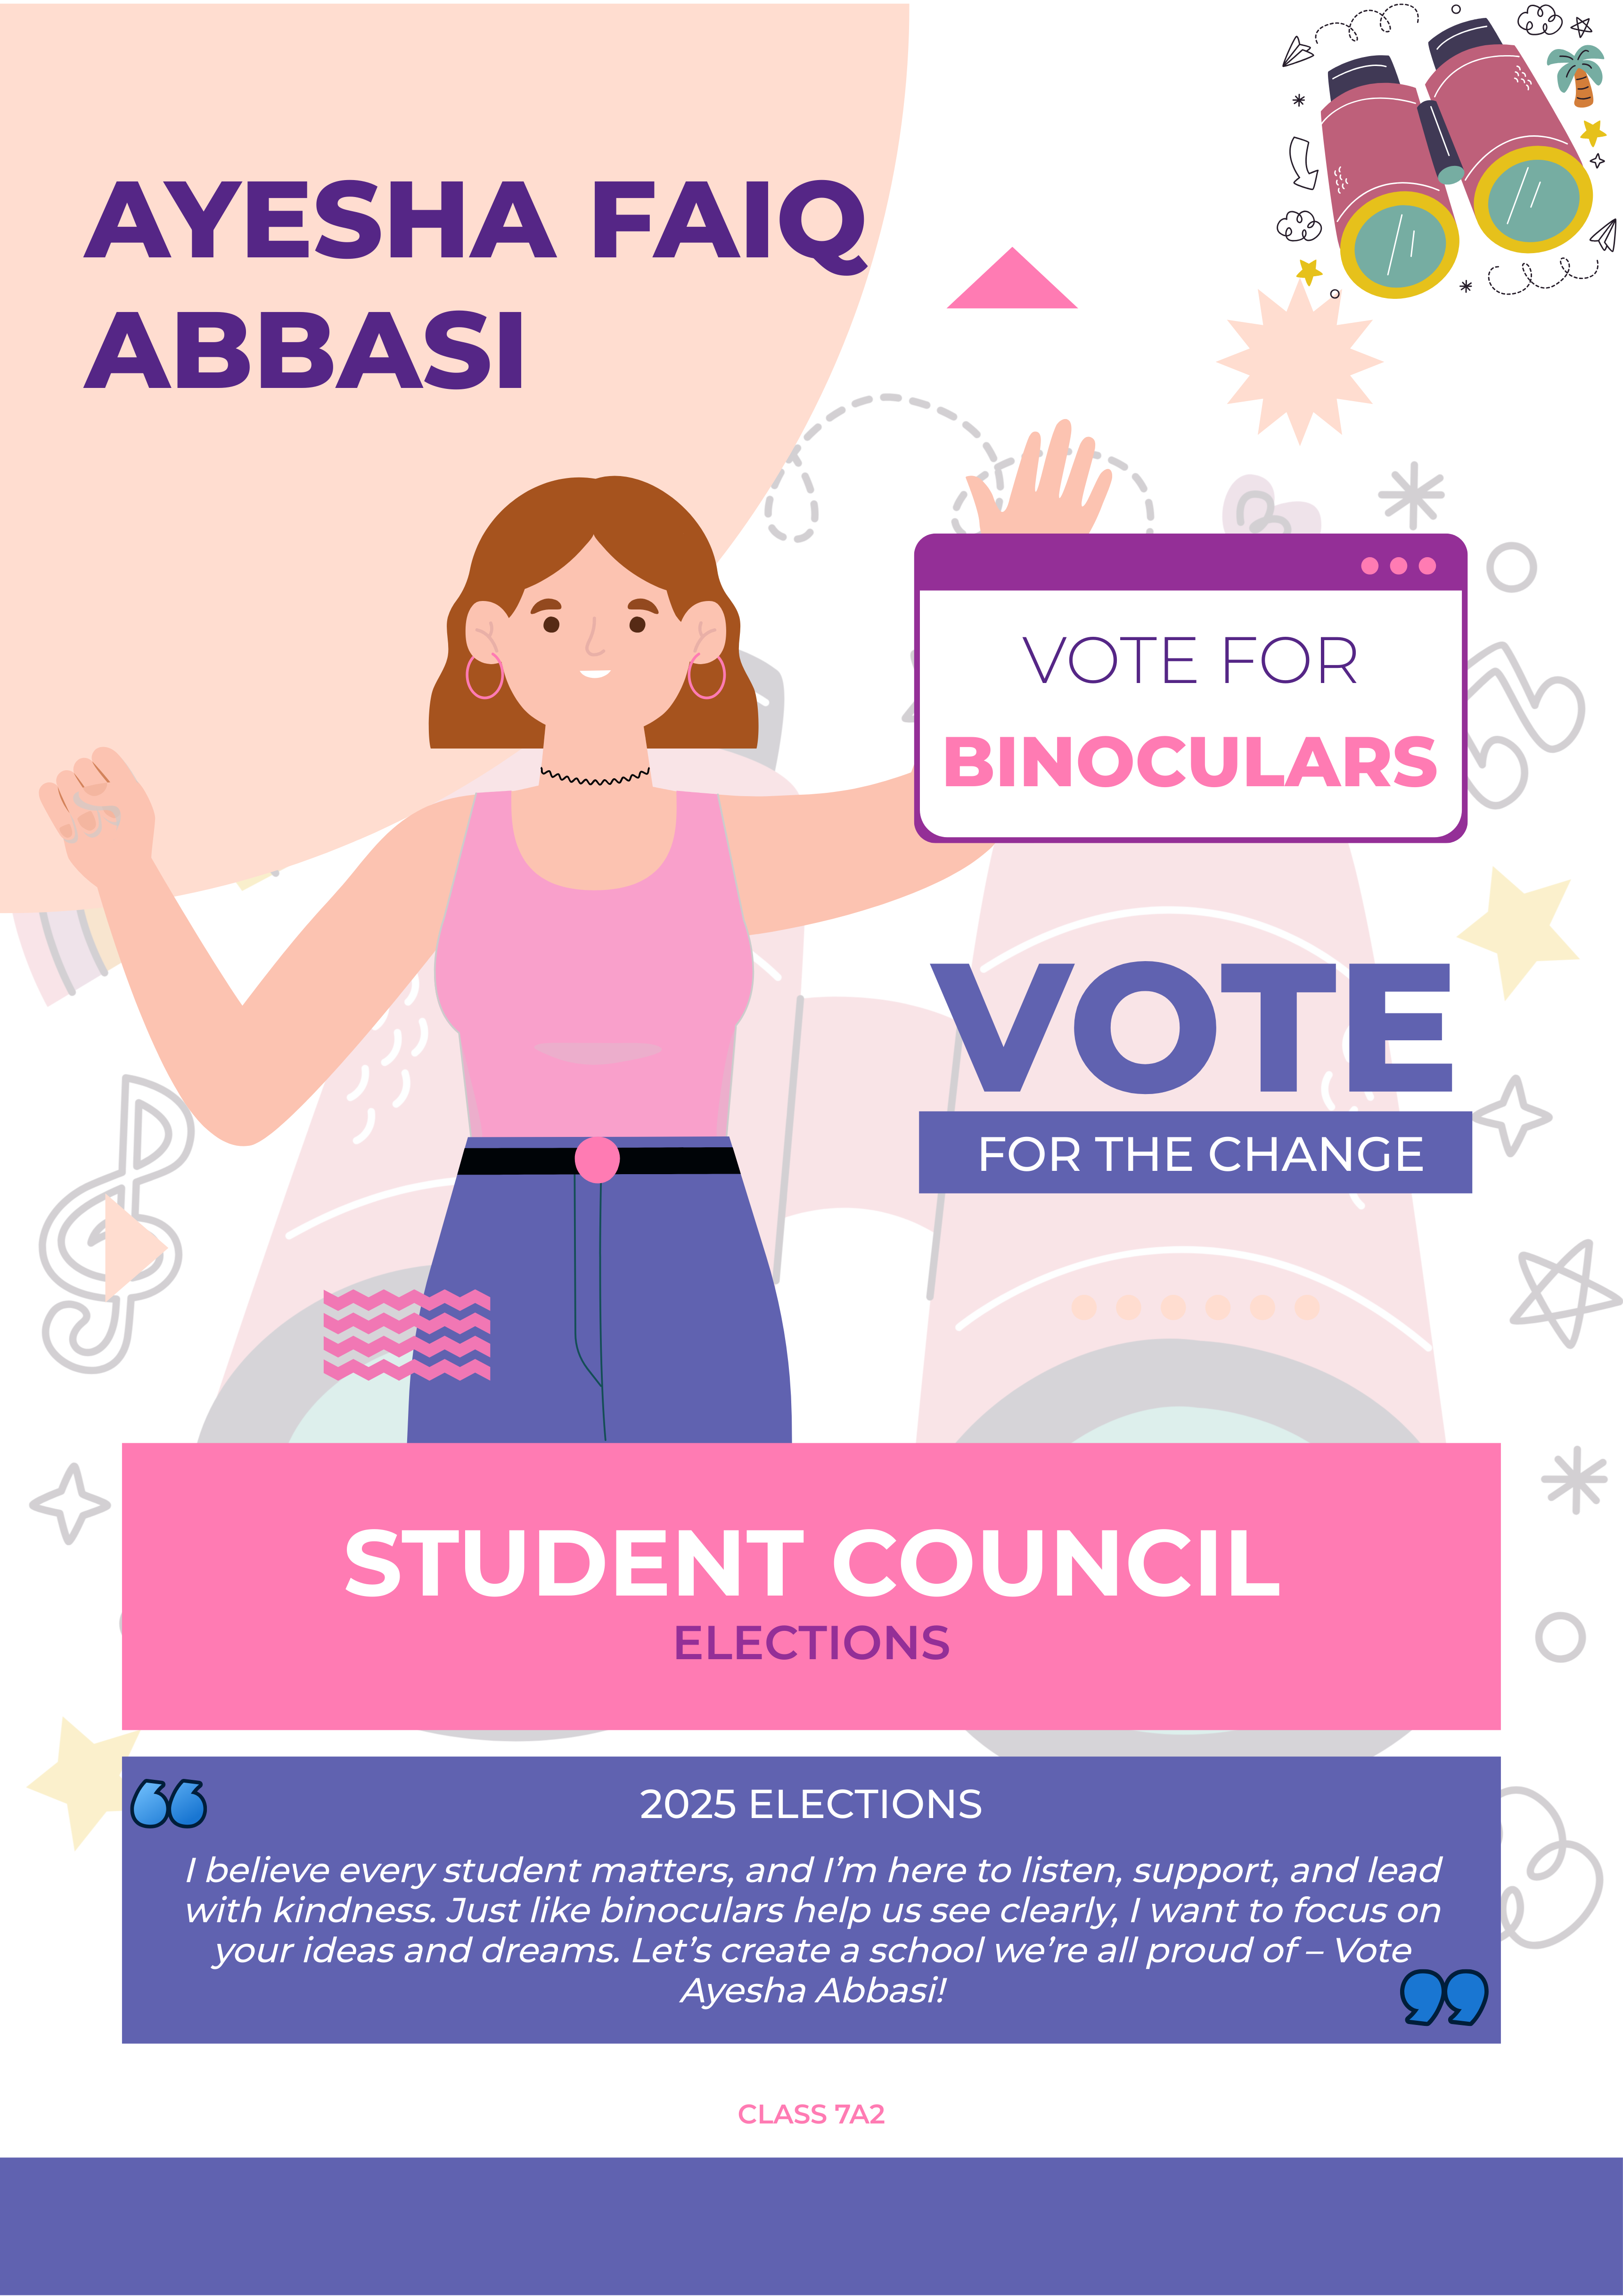 AYESHA FAIQ
ABBASI
VOTE FOR
BINOCULARS
VOTE
FOR THE CHANGE
STUDENT COUNCIL
ELECTIONS
2025 ELECTIONS
I believe every student matters, and I’m here to listen, support, and lead
with kindness. Just like binoculars help us see clearly, I want to focus on
your ideas and dreams. Let’s create a school we’re all proud of – Vote
Ayesha Abbasi!
CLASS 7A2